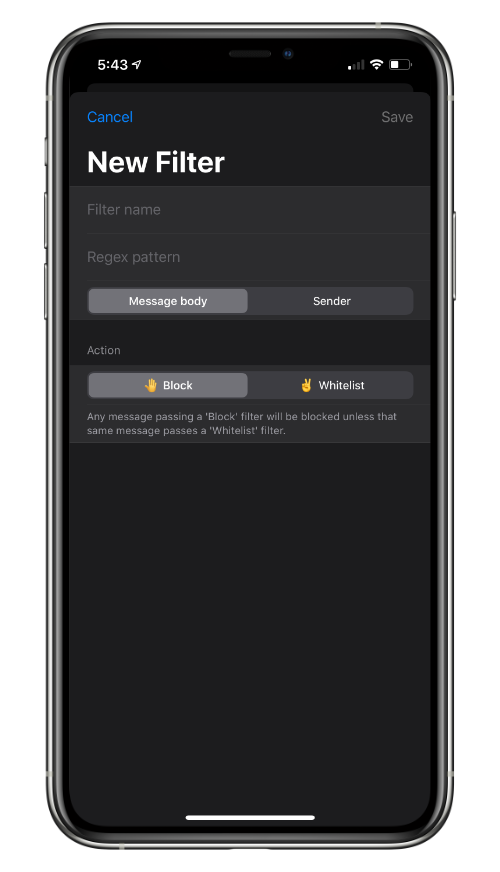 5:43
Cancel
Save
New Filter
Filter name
Regex pattern
Message body
Sender
Action
🤚 Block
✌️ Whitelist
Any message passing a 'Block' filter will be blocked unless that
same message passes a 'Whitelist' filter.